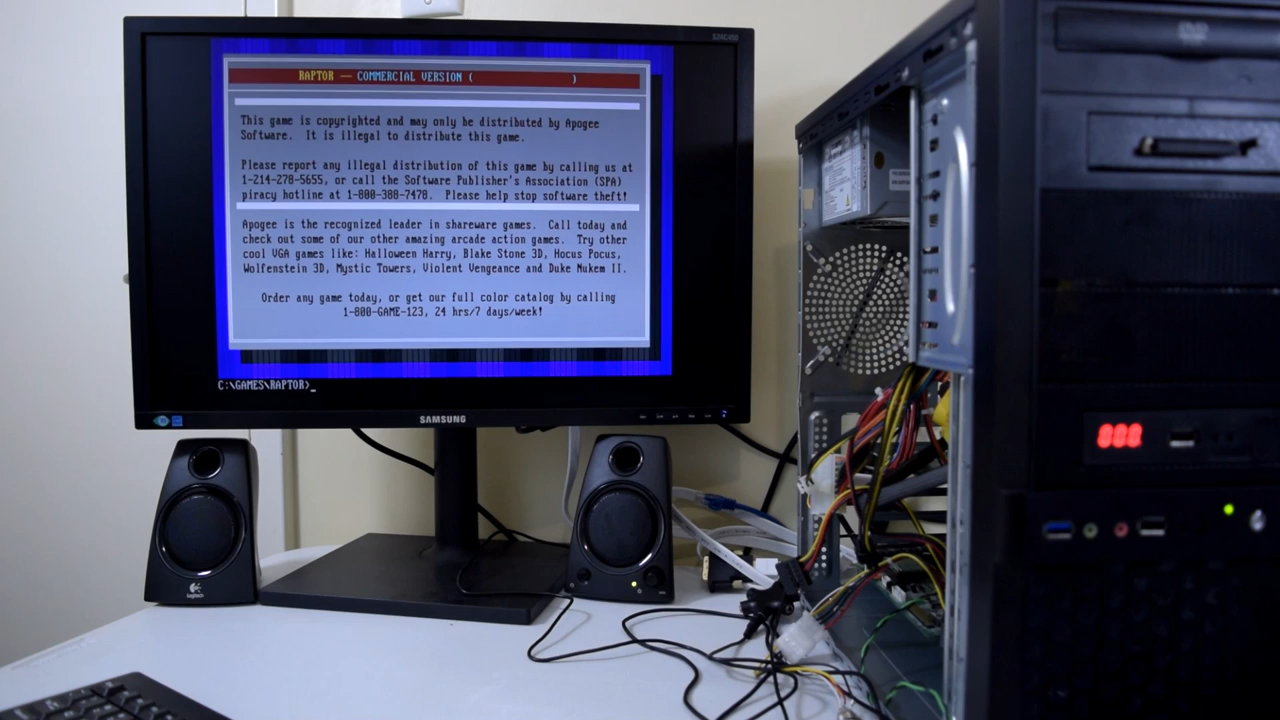 S24C450
RAPTOR — COMMERCIAL VERSION ( )
This game is copyrighted and may only be distributed by Apogee
Software. It is illegal to distribute this game.
Please report any illegal distribution of this game by calling us at
1-214-278-5655, or call the Software Publisher's Association (SPA)
piracy hotline at 1-800-388-7478. Please help stop software theft!
Apogee is the recognized leader in shareware games. Call today and
check out some of our other amazing arcade action games. Try other
cool VGA games like: Halloween Harry, Blake Stone 3D, Hocus Pocus,
Wolfenstein 3D, Mystic Towers, Violent Vengeance and Duke Nukem II.
Order any game today, or get our full color catalog by calling
1-800-GAME-123, 24 hrs/7 days/week!
C:\GAMES\RAPTOR>_
SAMSUNG
Logitech
DVD
000